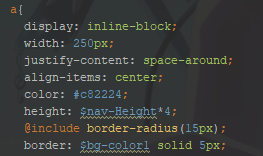 a{
display: inline-block;
width: 250px;
justify-content: space-around;
align-items: center;
color: #c82224;
height: $nav-Height*4;
@include border-radius(15px);
border: $bg-color1 solid 5px;